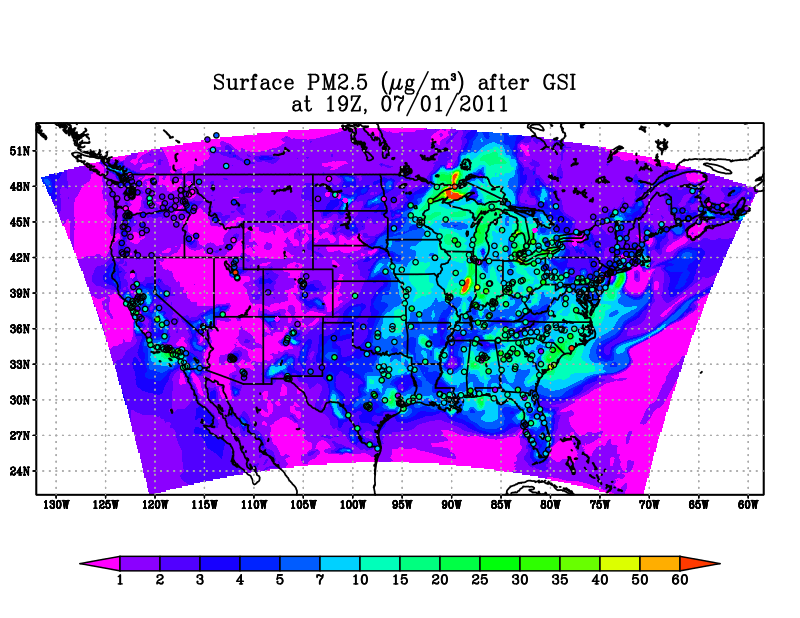 Surface PM2.5 (μg/m³) after GSI
at 19Z, 07/01/2011
51N
48N
45N
42N
39N
36N
33N
30N
27N
24N
130W 125W 120W 115W 110W 105W 100W 95W 90W 85W 80W 75W 70W 65W 60W
1 2 3 4 5 7 10 15 20 25 30 35 40 50 60